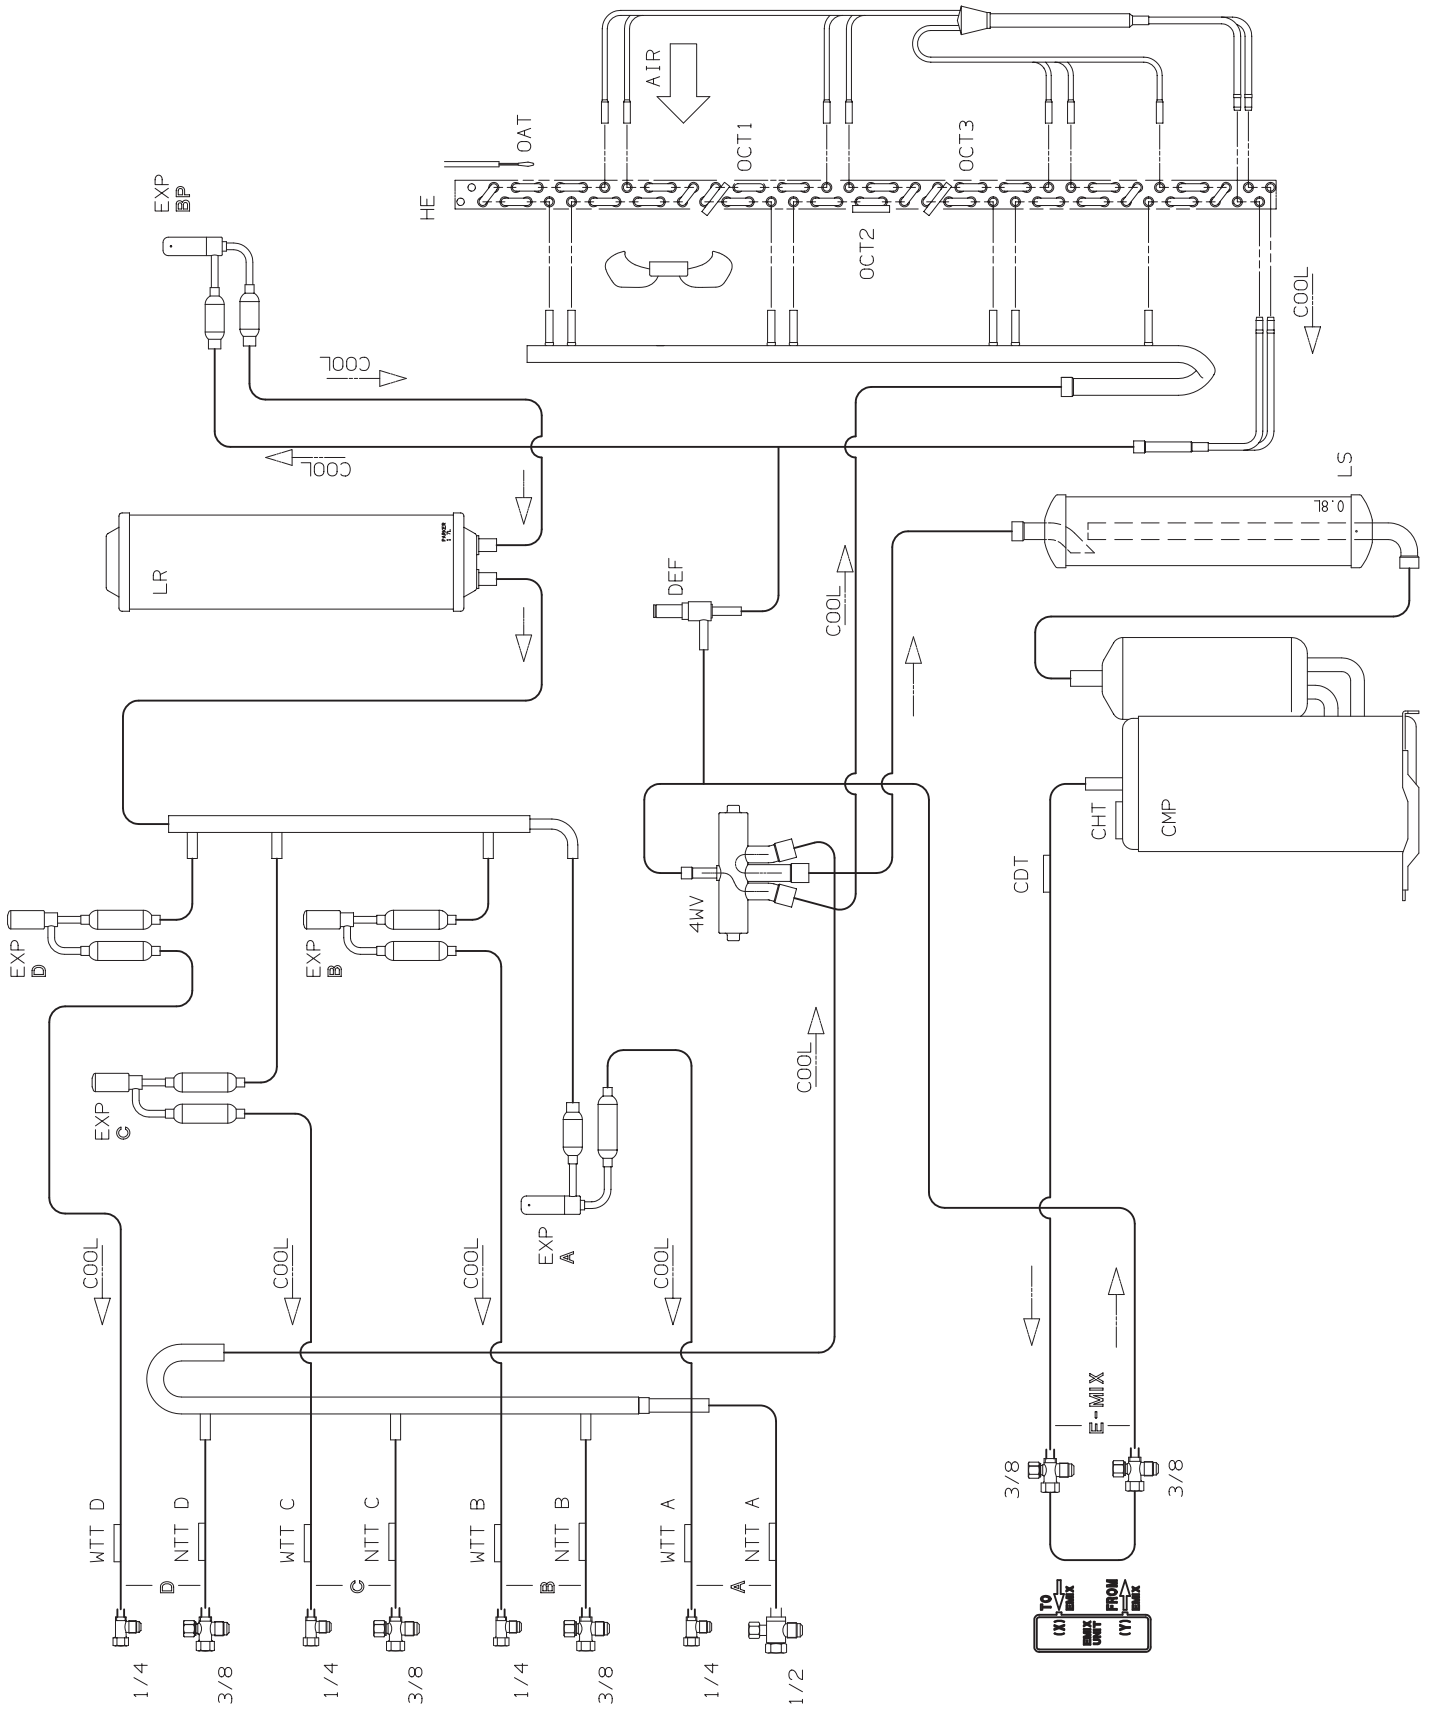 AIR
OAT
OCT1
OCT3
EXP
BP
HE
OCT2
COOL
COOL
COOL
PARKER
1.7L
LR
LS
0.8L
DEF
COOL
CHT
CMP
CDT
4WV
EXP
D
EXP
B
EXP
C
COOL
EXP
A
COOL
COOL
COOL
COOL
E-MIX
3/8
3/8
WTT D
NTT D
WTT C
NTT C
WTT B
NTT B
WTT A
NTT A
D
C
B
A
TO
EMIX
FROM
EMIX
(X)
EMIX
UNIT
(Y)
1/4
3/8
1/4
3/8
1/4
3/8
1/4
1/2